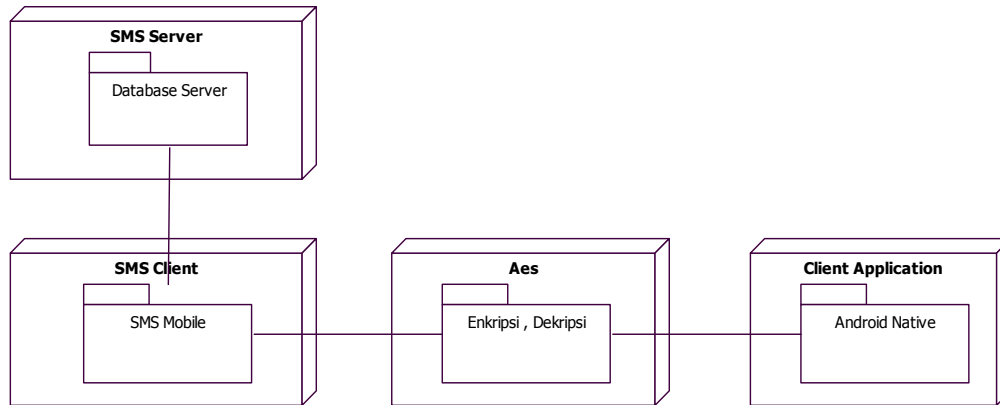 SMS Server
Database Server
SMS Client
SMS Mobile
Aes
Enkripsi , Dekripsi
Client Application
Android Native